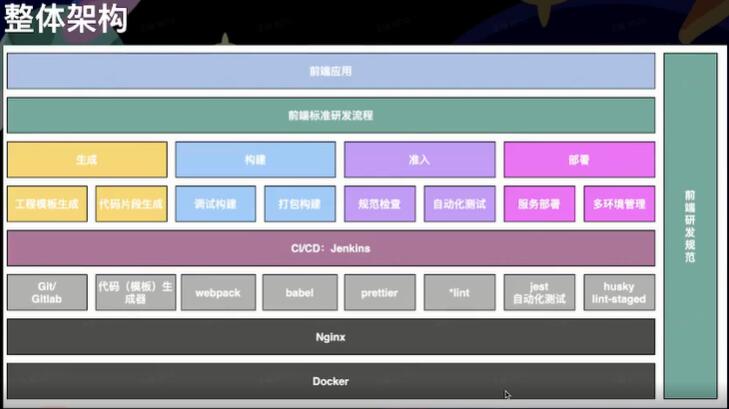 整体架构
前端应用
前端标准研发流程
生成 构建 准入 部署
工程模板生成 代码片段生成 调试构建 打包构建 规范检查 自动化测试 服务部署 多环境管理
CI/CD：Jenkins
Git/
Gitlab
代码（模板）生
成器
webpack
babel
prettier
*lint
jest
自动化测试
husky
lint-staged
Nginx
Docker
前端研发规范